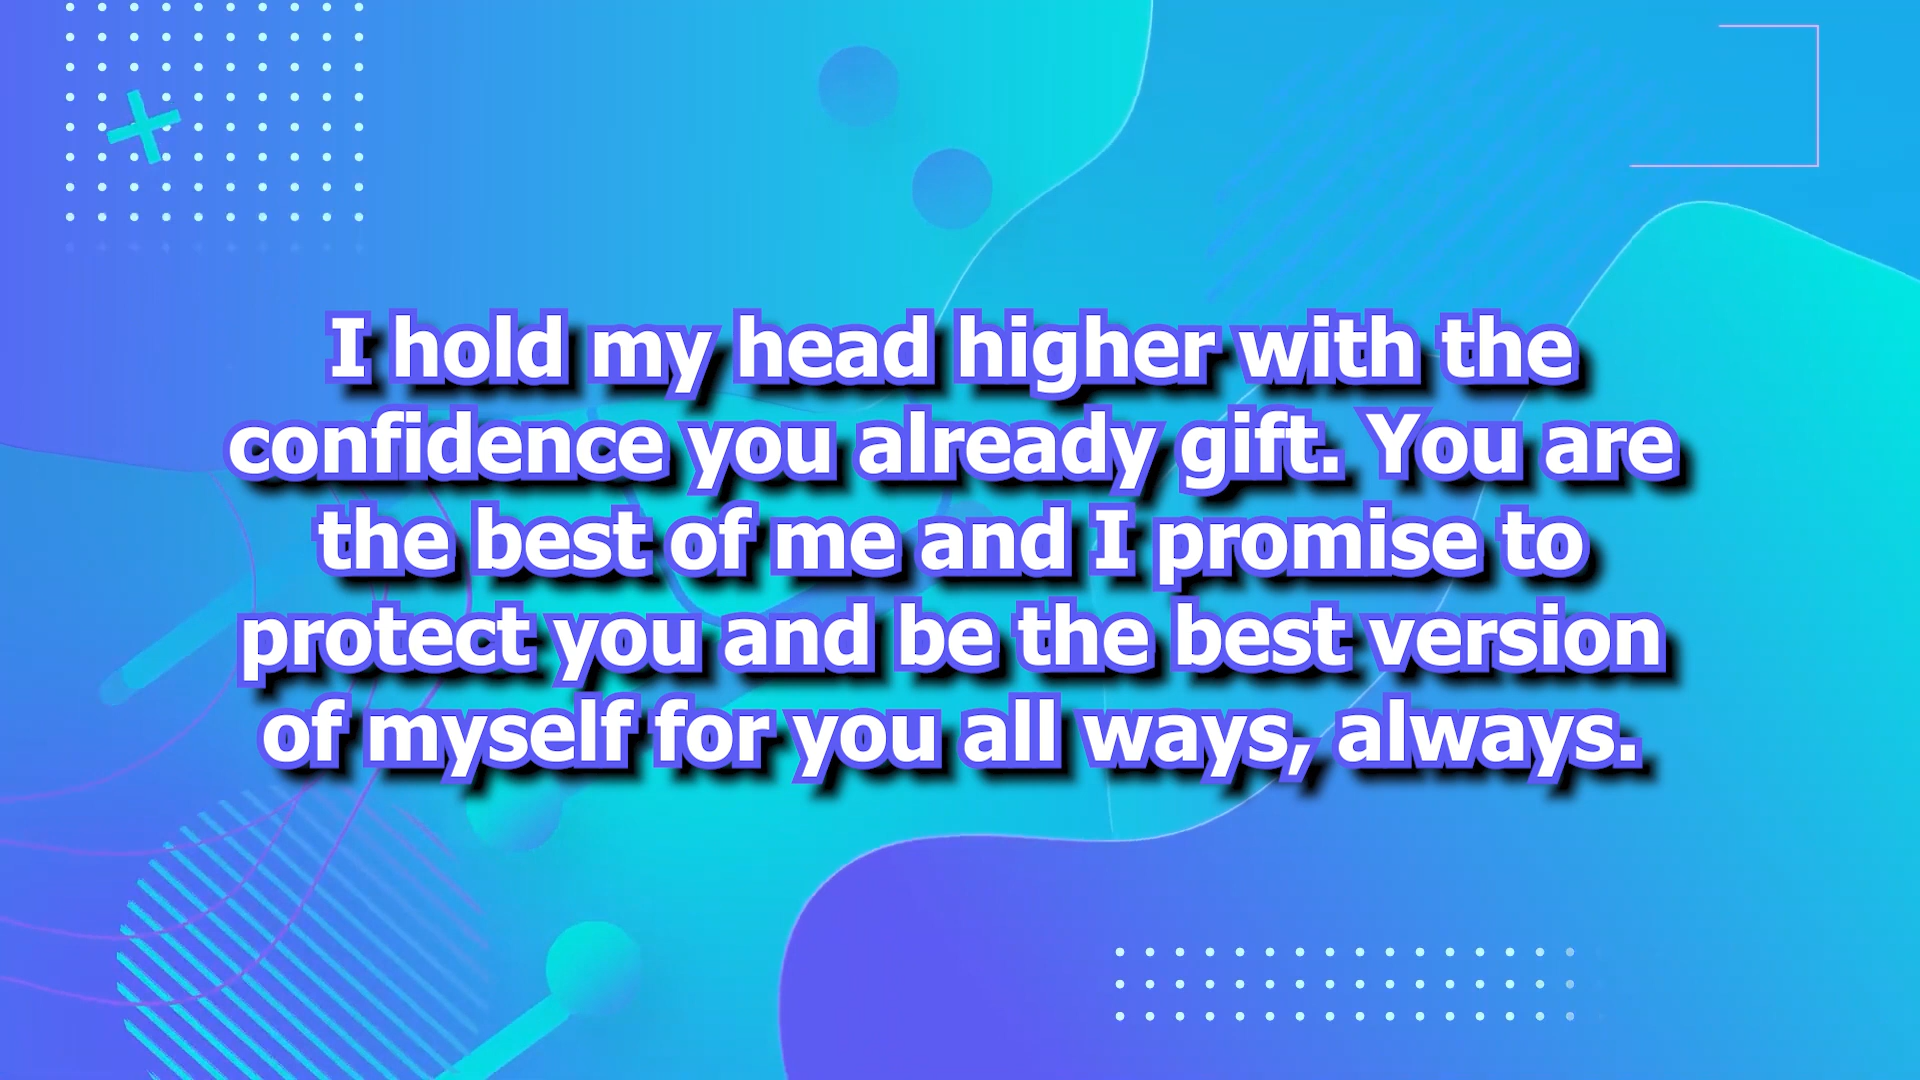 I hold my head higher with the
confidence you already gift. You are
the best of me and I promise to
protect you and be the best version
of myself for you all ways, always.